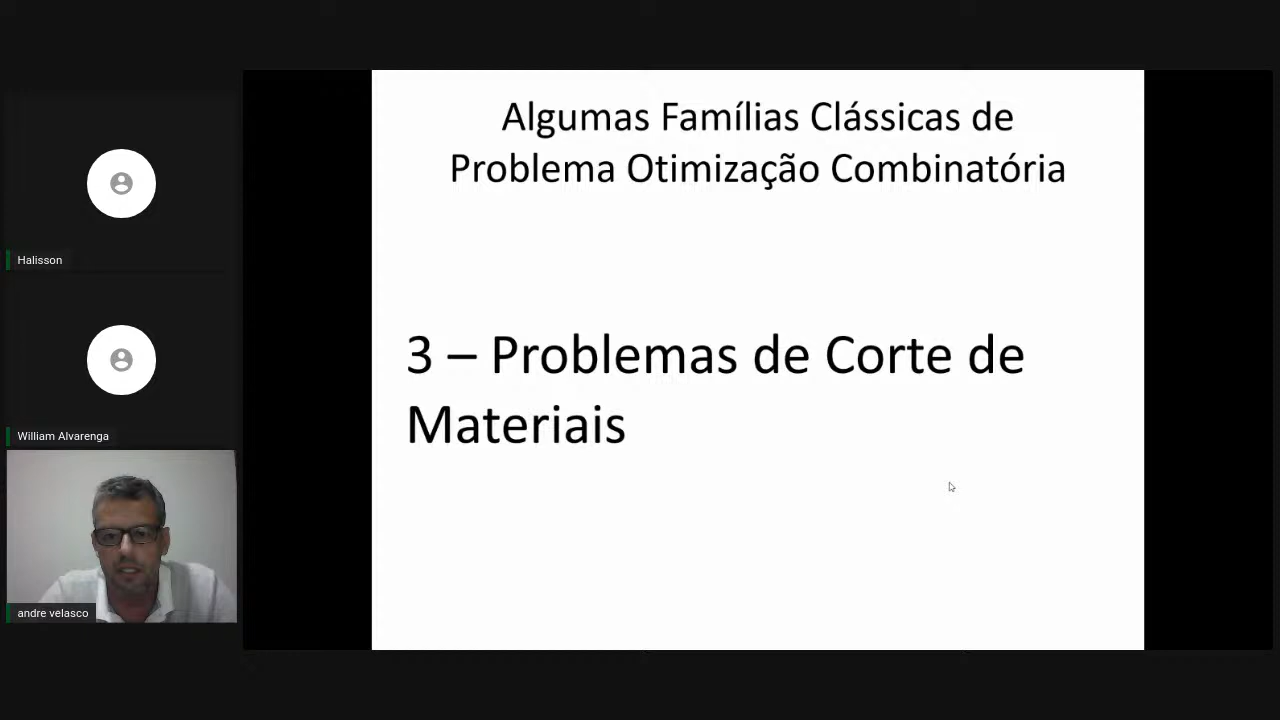 Algumas Famílias Clássicas de
Problema Otimização Combinatória
3 – Problemas de Corte de
Materiais
Halisson
William Alvarenga
andre velasco